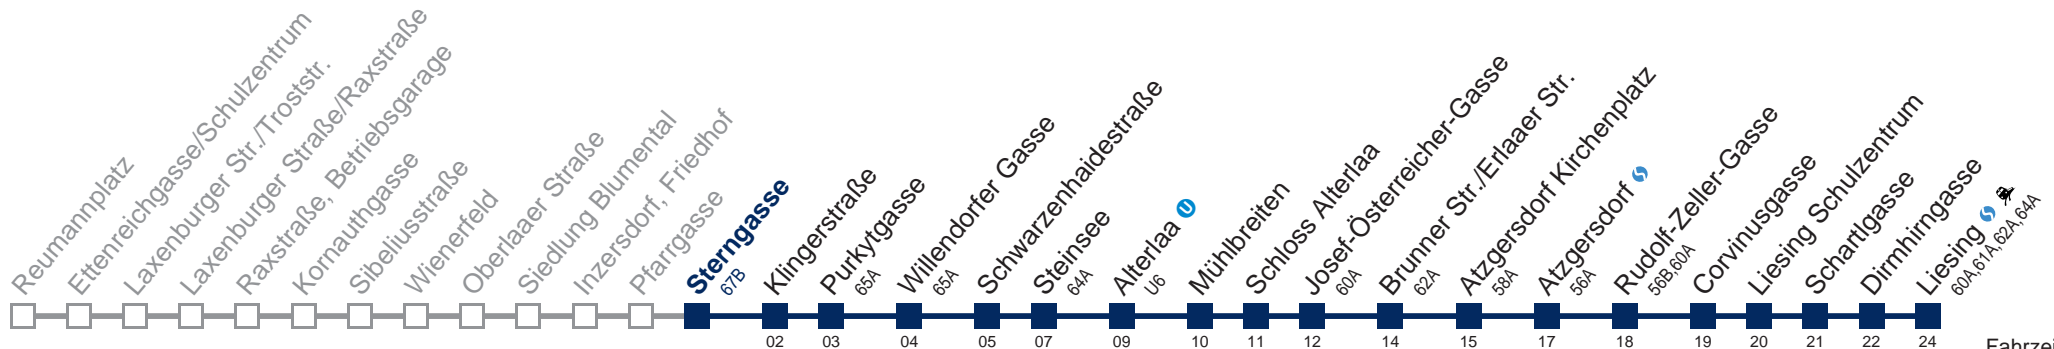 Reumannplatz
Ettenreichgasse/Schulzentrum
Laxenburger Str./Troststr.
Laxenburger Straße/Raxstraße
Raxstraße, Betriebsgarage
Kornauthgasse
Sibeliusstraße
Wienerfeld
Oberlaaer Straße
Siedlung Blumental
Inzersdorf, Friedhof
Pfarrgasse
Sterngasse
67B
Klingerstraße
Purkytgasse
65A
Willendorfer Gasse
65A
Schwarzenhaidestraße
Steinsee
64A
Alterlaa U
U6
Mühlbreiten
Schloss Alterlaa
Josef-Österreicher-Gasse
60A
Brunner Str./Erlaaer Str.
62A
Atzgersdorf Kirchenplatz
58A
Atzgersdorf S
56A
Rudolf-Zeller-Gasse
56B,60A
Corvinusgasse
Liesing Schulzentrum
Schartlgasse
Dirmhirngasse
Liesing S
60A,61A,62A,64A
02 03 04 05 07 09 10 11 12 14 15 17 18 19 20 21 22 24
Fahrzei